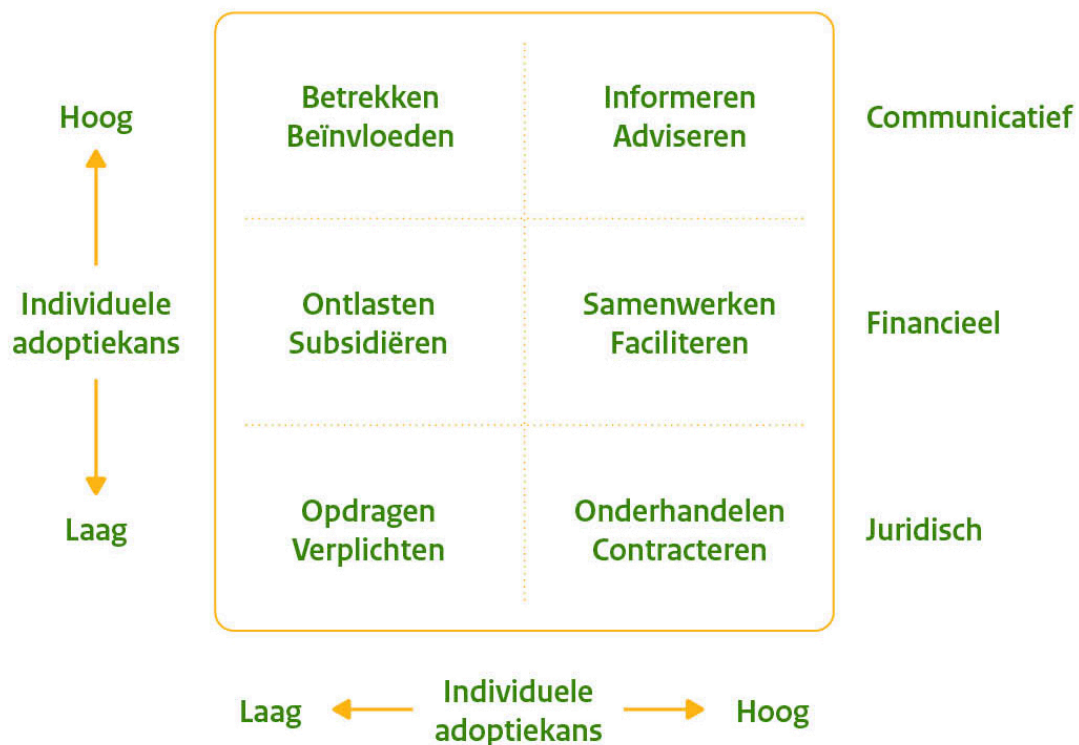 Hoog
Betrekken
Beïnvloeden
Informeren
Adviseren
Communicatief
Individuele
adoptiekans
Ontlasten
Subsidiëren
Samenwerken
Faciliteren
Financieel
Laag
Opdragen
Verplichten
Onderhandelen
Contracteren
Juridisch
Laag
Individuele
adoptiekans
Hoog